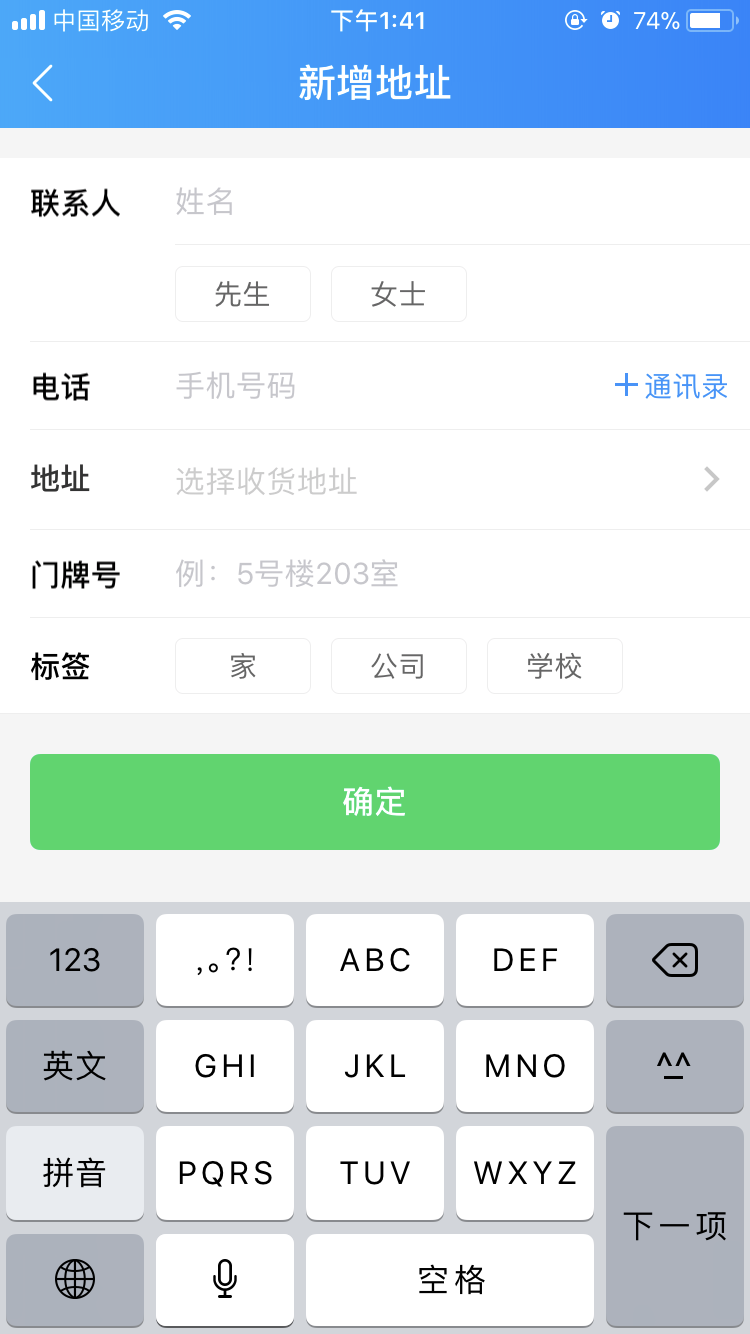 中国移动 下午1:41 74%
新增地址
联系人 姓名
先生 女士
电话 手机号码 +通讯录
地址 选择收货地址
门牌号 例：5号楼203室
标签 家 公司 学校
确定
123 ,。?! ABC DEF
英文 GHI JKL MNO ^_^
拼音 PQRS TUV WXYZ
下一项
空格